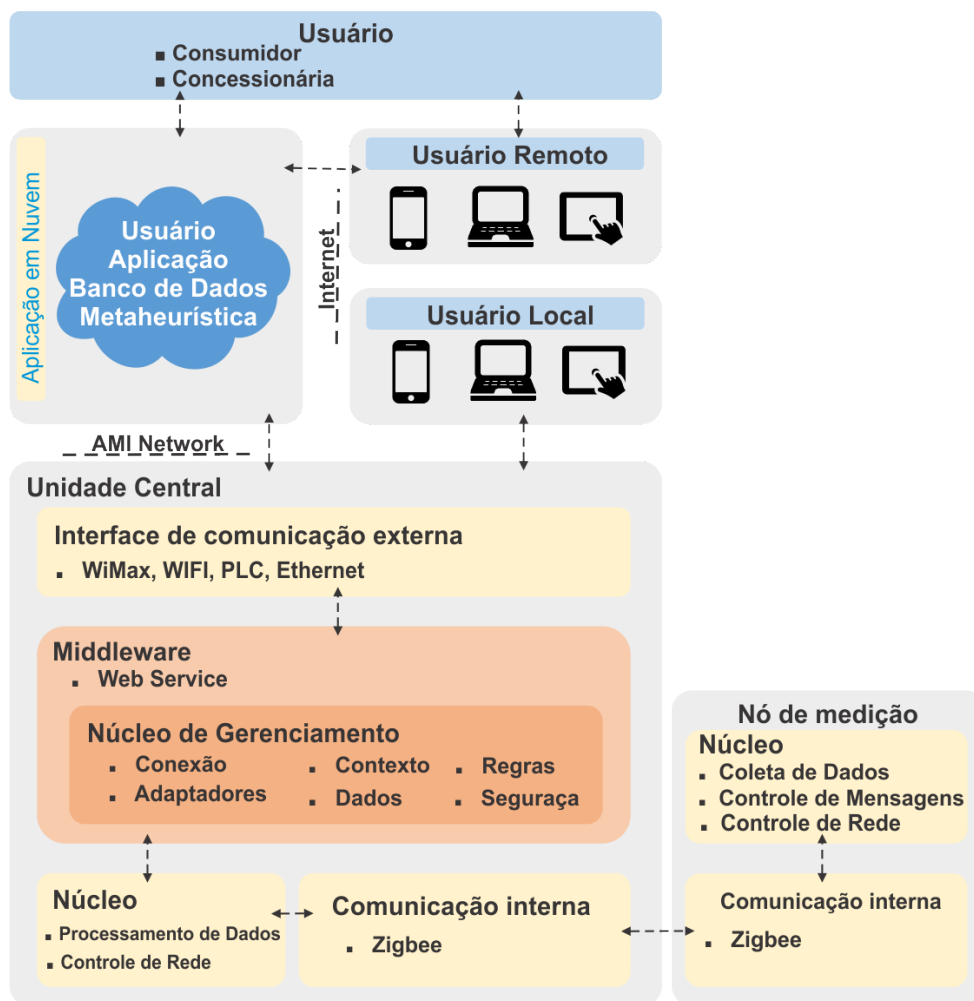 Usuário
▪ Consumidor
▪ Concessionária
Aplicação em Nuvem
Usuário
Aplicação
Banco de Dados
Metaheurística
Internet
Usuário Remoto
Usuário Local
AMI Network
Unidade Central
Interface de comunicação externa
▪ WiMax, WIFI, PLC, Ethernet
Middleware
▪ Web Service
Núcleo de Gerenciamento
▪ Conexão ▪ Contexto ▪ Regras
▪ Adaptadores ▪ Dados ▪ Seguraça
Núcleo
▪ Processamento de Dados
▪ Controle de Rede
Comunicação interna
▪ Zigbee
Nó de medição
Núcleo
▪ Coleta de Dados
▪ Controle de Mensagens
▪ Controle de Rede
Comunicação interna
▪ Zigbee